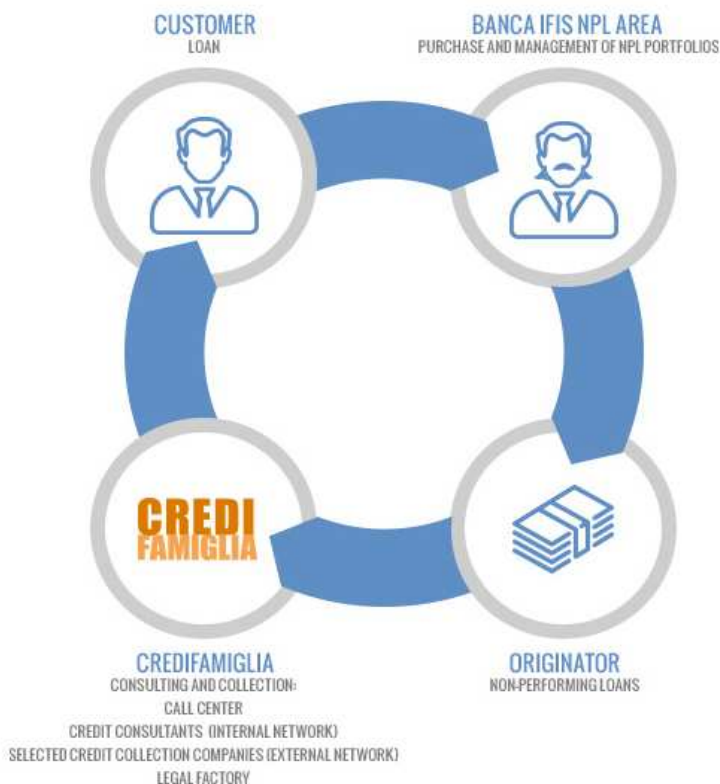 CUSTOMER
LOAN
BANCA IFIS NPL AREA
PURCHASE AND MANAGEMENT OF NPL PORTFOLIOS
CREDI
FAMIGLIA
CREDIFAMIGLIA
CONSULTING AND COLLECTION:
CALL CENTER
CREDIT CONSULTANTS (INTERNAL NETWORK)
SELECTED CREDIT COLLECTION COMPANIES (EXTERNAL NETWORK)
LEGAL FACTORY
ORIGINATOR
NON-PERFORMING LOANS